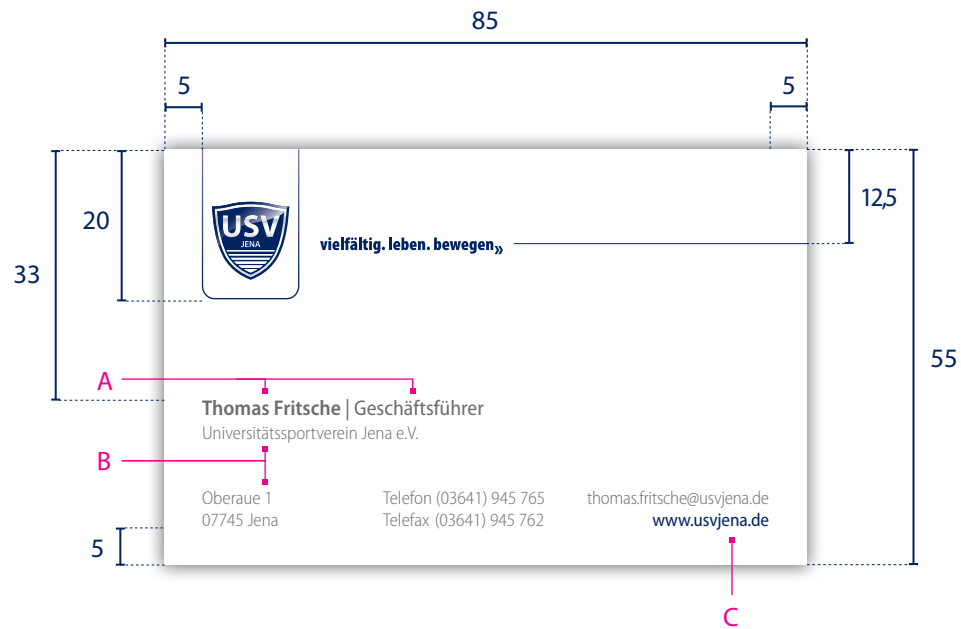 85
5
5
20
33
12,5
55
USV
JENA
vielfältig. leben. bewegen»
A
Thomas Fritsche | Geschäftsführer
Universitätssportverein Jena e.V.
B
Oberaue 1
07745 Jena
Telefon (03641) 945 765
Telefax (03641) 945 762
thomas.fritsche@usvjena.de
www.usvjena.de
5
C